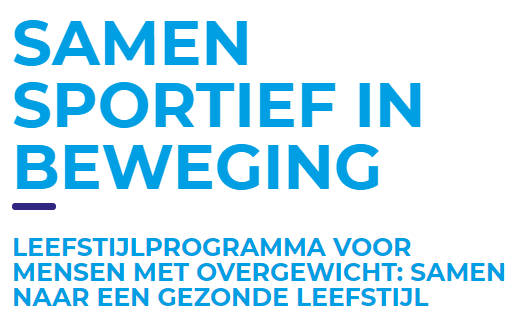 SAMEN
SPORTIEF IN
BEWEGING
LEEFSTIJLPROGRAMMA VOOR
MENSEN MET OVERGEWICHT: SAMEN
NAAR EEN GEZONDE LEEFSTIJL